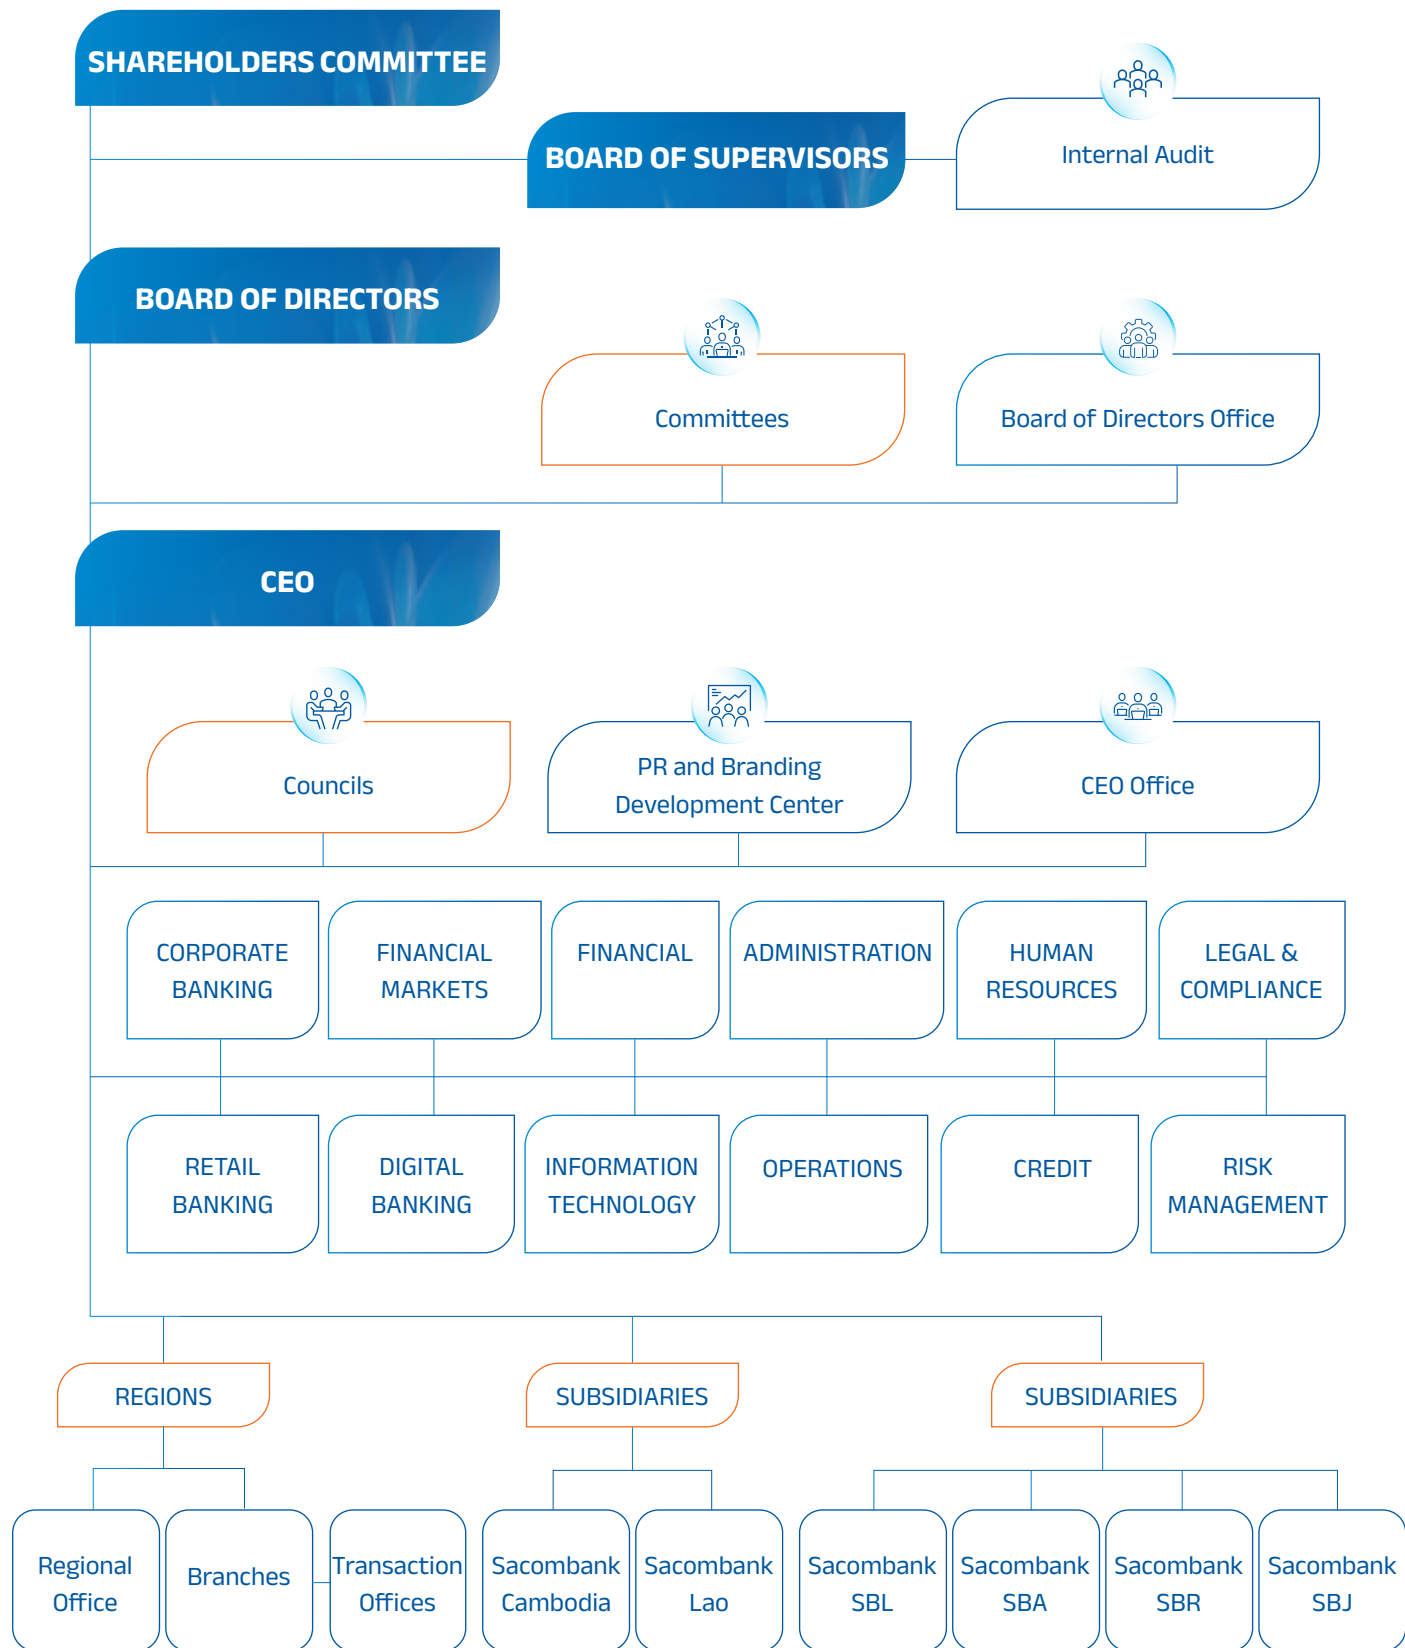 SHAREHOLDERS COMMITTEE
BOARD OF SUPERVISORS
Internal Audit
BOARD OF DIRECTORS
Committees
Board of Directors Office
CEO
Councils
PR and Branding
Development Center
CEO Office
CORPORATE
BANKING
FINANCIAL
MARKETS
FINANCIAL
ADMINISTRATION
HUMAN
RESOURCES
LEGAL &
COMPLIANCE
RETAIL
BANKING
DIGITAL
BANKING
INFORMATION
TECHNOLOGY
OPERATIONS
CREDIT
RISK
MANAGEMENT
REGIONS
SUBSIDIARIES
SUBSIDIARIES
Regional
Office
Branches
Transaction
Offices
Sacombank
Cambodia
Sacombank
Lao
Sacombank
SBL
Sacombank
SBA
Sacombank
SBR
Sacombank
SBJ